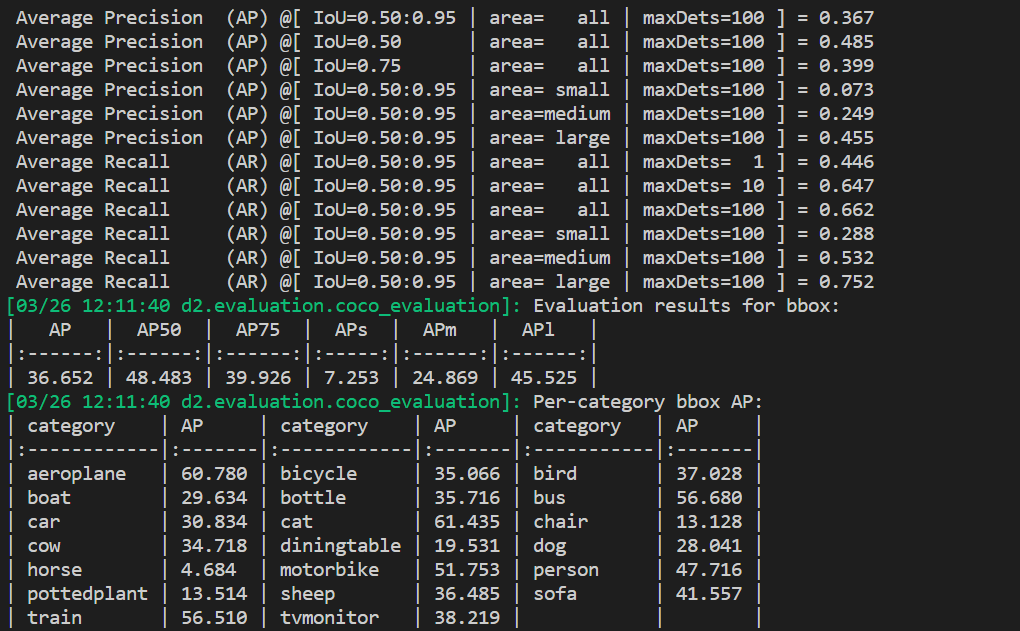 Average Precision  (AP) @[ IoU=0.50:0.95 | area=   all | maxDets=100 ] = 0.367
Average Precision  (AP) @[ IoU=0.50      | area=   all | maxDets=100 ] = 0.485
Average Precision  (AP) @[ IoU=0.75      | area=   all | maxDets=100 ] = 0.399
Average Precision  (AP) @[ IoU=0.50:0.95 | area= small | maxDets=100 ] = 0.073
Average Precision  (AP) @[ IoU=0.50:0.95 | area=medium | maxDets=100 ] = 0.249
Average Precision  (AP) @[ IoU=0.50:0.95 | area= large | maxDets=100 ] = 0.455
Average Recall     (AR) @[ IoU=0.50:0.95 | area=   all | maxDets=  1 ] = 0.446
Average Recall     (AR) @[ IoU=0.50:0.95 | area=   all | maxDets= 10 ] = 0.647
Average Recall     (AR) @[ IoU=0.50:0.95 | area=   all | maxDets=100 ] = 0.662
Average Recall     (AR) @[ IoU=0.50:0.95 | area= small | maxDets=100 ] = 0.288
Average Recall     (AR) @[ IoU=0.50:0.95 | area=medium | maxDets=100 ] = 0.532
Average Recall     (AR) @[ IoU=0.50:0.95 | area= large | maxDets=100 ] = 0.752
[03/26 12:11:40 d2.evaluation.coco_evaluation]: Evaluation results for bbox:
|   AP   |  AP50  |  AP75  |  APs  |  APm   |  APl   |
|:------:|:------:|:------:|:-----:|:------:|:------:|
| 36.652 | 48.483 | 39.926 | 7.253 | 24.869 | 45.525 |
[03/26 12:11:40 d2.evaluation.coco_evaluation]: Per-category bbox AP:
| category    | AP     | category    | AP     | category   | AP     |
|:------------|:-------|:------------|:-------|:-----------|:-------|
| aeroplane   | 60.780 | bicycle     | 35.066 | bird       | 37.028 |
| boat        | 29.634 | bottle      | 35.716 | bus        | 56.680 |
| car         | 30.834 | cat         | 61.435 | chair      | 13.128 |
| cow         | 34.718 | diningtable | 19.531 | dog        | 28.041 |
| horse       | 4.684  | motorbike   | 51.753 | person     | 47.716 |
| pottedplant | 13.514 | sheep       | 36.485 | sofa       | 41.557 |
| train       | 56.510 | tvmonitor   | 38.219 |            |        |